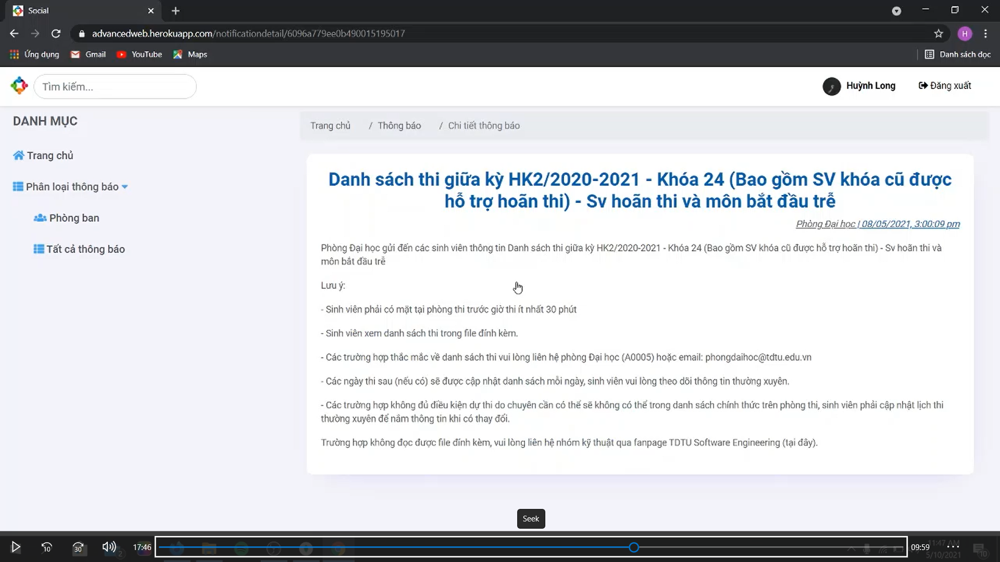 Social
advancedweb.herokuapp.com/notificationdetail/6096a779ee0b490015195017
H
Ứng dụng Gmail YouTube Maps Danh sách đọc
Tìm kiếm... Huỳnh Long Đăng xuất
DANH MỤC
Trang chủ / Thông báo / Chi tiết thông báo
Trang chủ
Phân loại thông báo
Phòng ban
Tất cả thông báo
Danh sách thi giữa kỳ HK2/2020-2021 - Khóa 24 (Bao gồm SV khóa cũ được
hỗ trợ hoãn thi) - Sv hoãn thi và môn bắt đầu trễ
Phòng Đại học | 08/05/2021, 3:00:09 pm
Phòng Đại học gửi đến các sinh viên thông tin Danh sách thi giữa kỳ HK2/2020-2021 - Khóa 24 (Bao gồm SV khóa cũ được hỗ trợ hoãn thi) - Sv hoãn thi và
môn bắt đầu trễ
Lưu ý:
- Sinh viên phải có mặt tại phòng thi trước giờ thi ít nhất 30 phút
- Sinh viên xem danh sách thi trong file đính kèm.
- Các trường hợp thắc mắc về danh sách thi vui lòng liên hệ phòng Đại học (A0005) hoặc email: phongdaihoc@tdtu.edu.vn
- Các ngày thi sau (nếu có) sẽ được cập nhật danh sách mỗi ngày, sinh viên vui lòng theo dõi thông tin thường xuyên.
- Các trường hợp không đủ điều kiện dự thi do chuyên cần có thể sẽ không có thể trong danh sách chính thức trên phòng thi, sinh viên phải cập nhật lịch thi
thường xuyên để nắm thông tin khi có thay đổi.
Trường hợp không đọc được file đính kèm, vui lòng liên hệ nhóm kỹ thuật qua fanpage TDTU Software Engineering (tại đây).
Seek
10 30 2 17:46 09:59
11:47 AM
5/10/2021
10